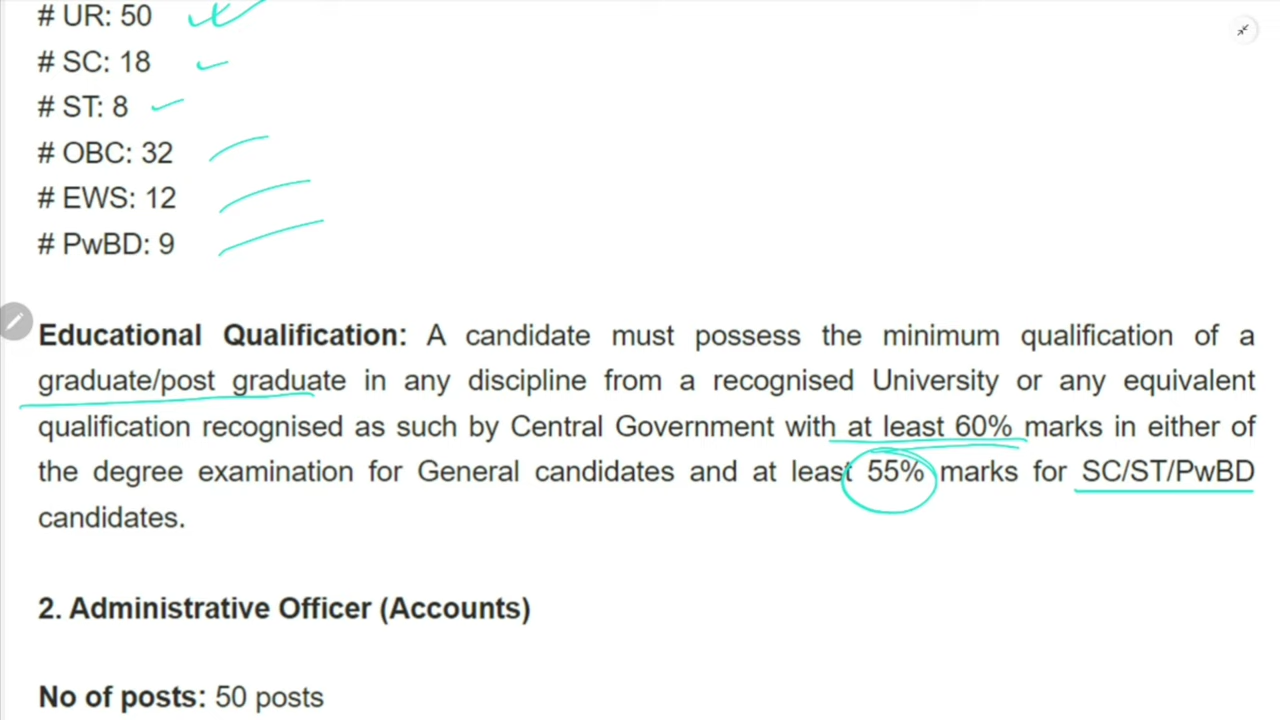 # UR: 50
# SC: 18
# ST: 8
# OBC: 32
# EWS: 12
# PwBD: 9
Educational Qualification: A candidate must possess the minimum qualification of a
graduate/post graduate in any discipline from a recognised University or any equivalent
qualification recognised as such by Central Government with at least 60% marks in either of
the degree examination for General candidates and at least 55% marks for SC/ST/PwBD
candidates.
2. Administrative Officer (Accounts)
No of posts: 50 posts